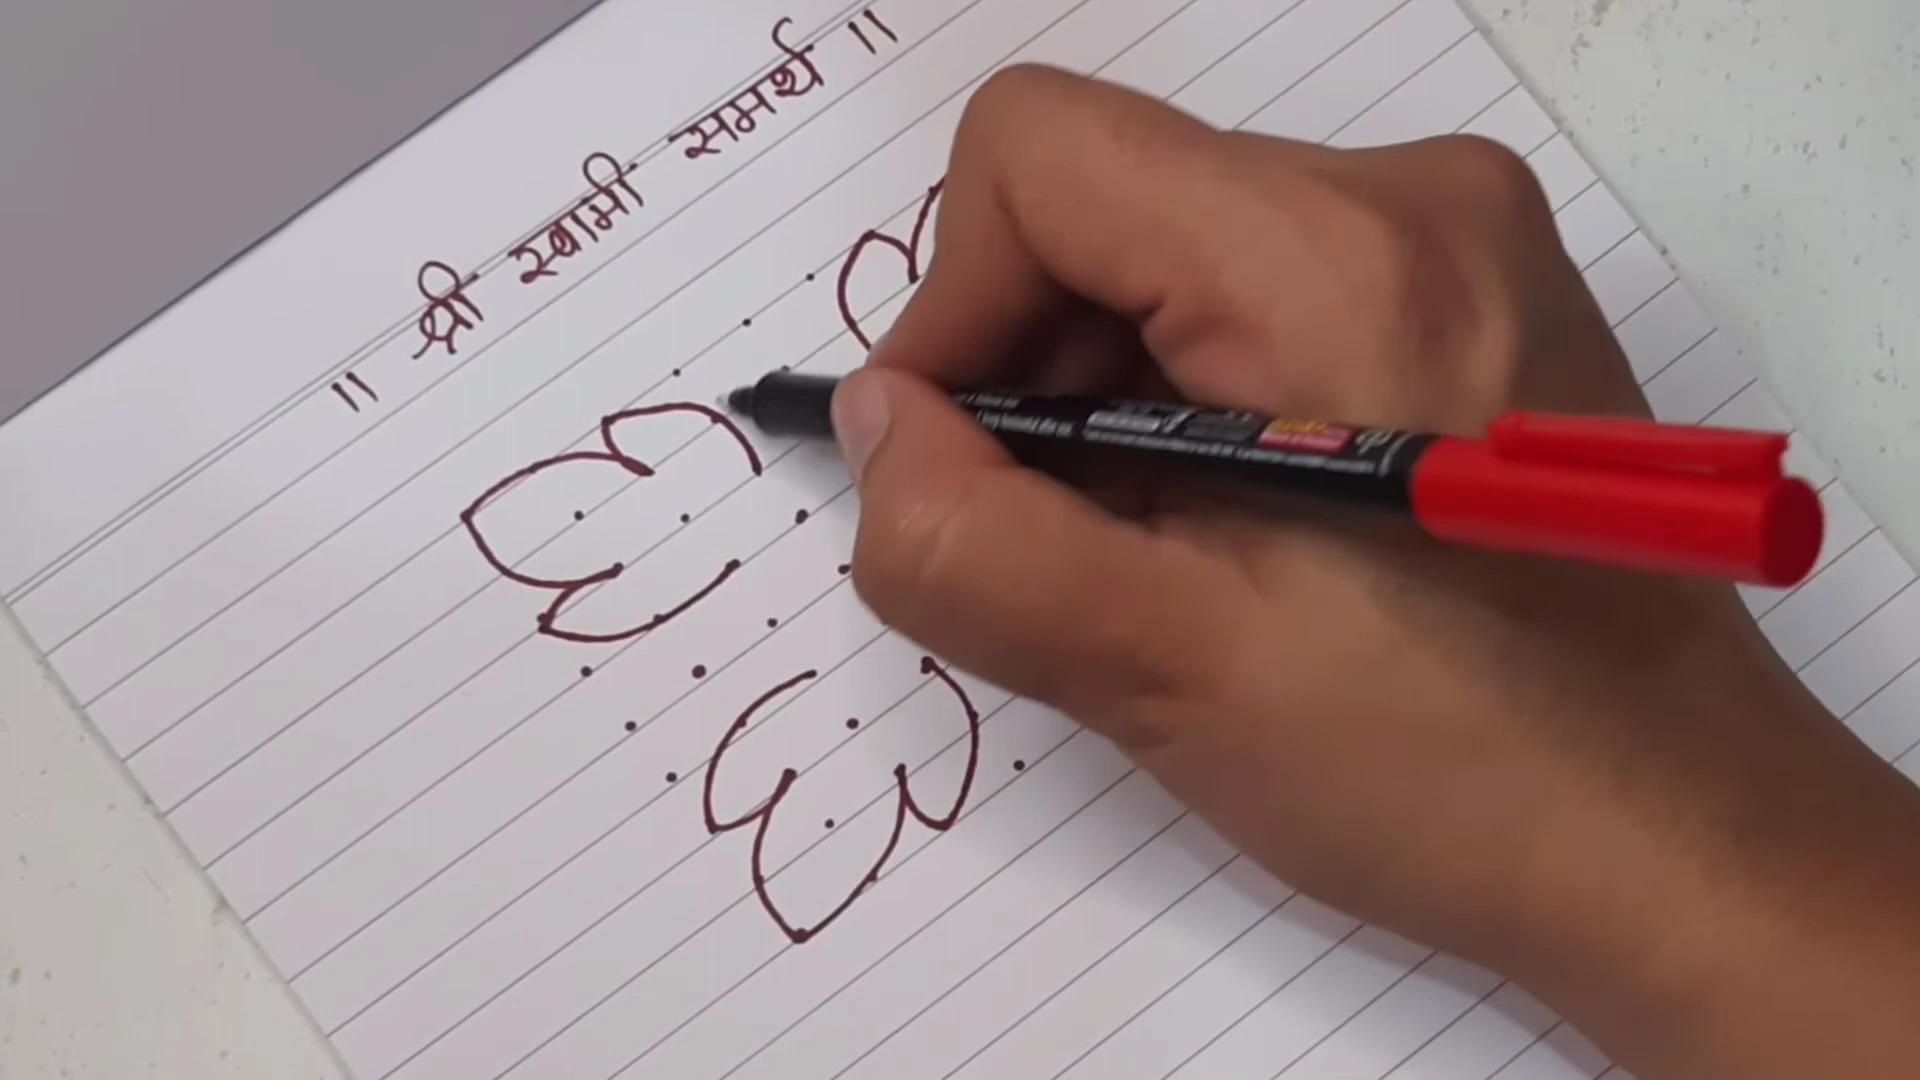 ॥ श्री स्वामी समर्थ ॥